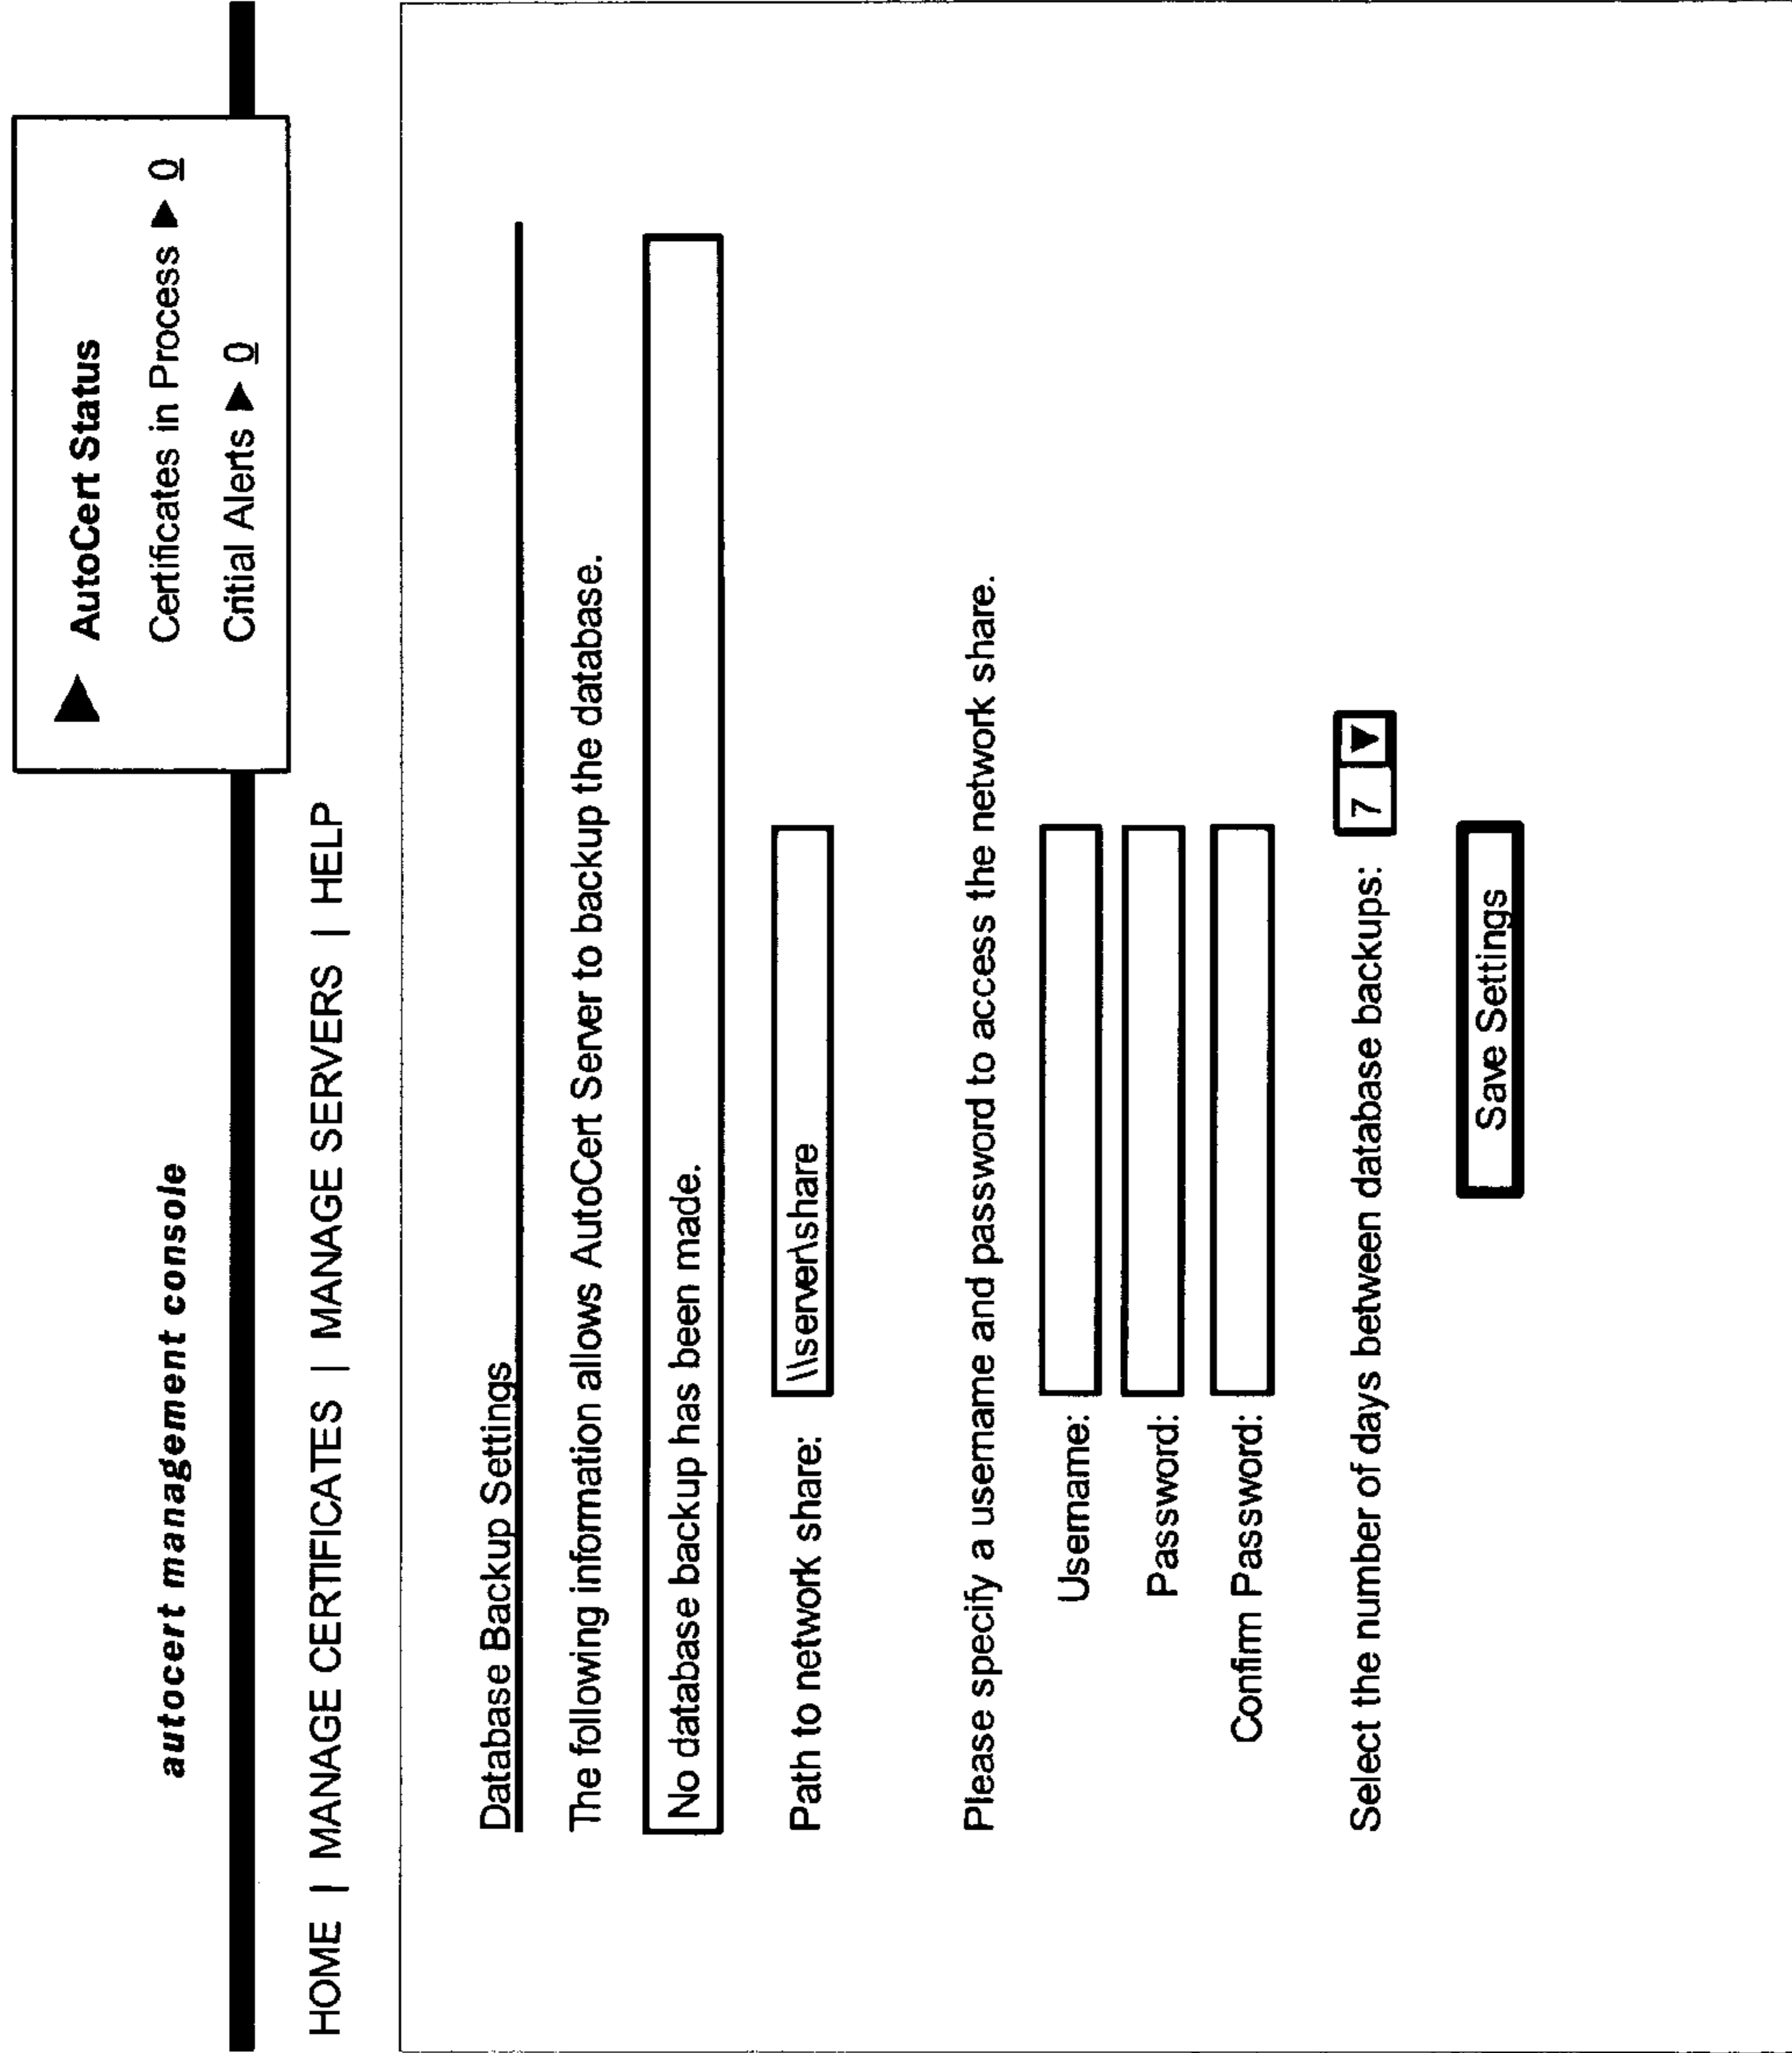 autocert management console
▶ AutoCert Status
Certificates in Process ▶ 0
Critial Alerts ▶ 0
HOME | MANAGE CERTIFICATES | MANAGE SERVERS | HELP
Database Backup Settings
The following information allows AutoCert Server to backup the database.
No database backup has been made.
Path to network share: \\server\share
Please specify a username and password to access the network share.
Username:
Password:
Confirm Password:
Select the number of days between database backups: 7 ▼
Save Settings